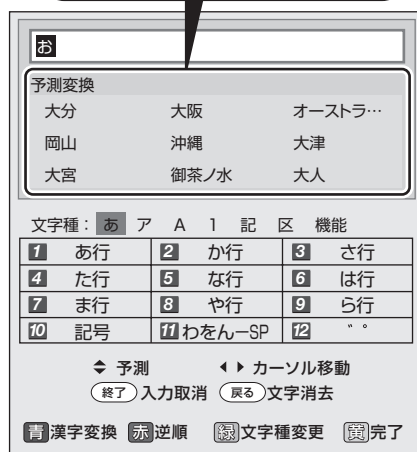 お
予測変換
大分 大阪 オーストラ…
岡山 沖縄 大津
大宮 御茶ノ水 大人
文字種： あ ア A 1 記 区 機能
1 あ行 2 か行 3 さ行
4 た行 5 な行 6 は行
7 ま行 8 や行 9 ら行
10 記号 11 わをんーSP 12 ゛゜
予測 カーソル移動
終了 入力取消 戻る 文字消去
青 漢字変換 赤 逆順 緑 文字種変更 黄 完了